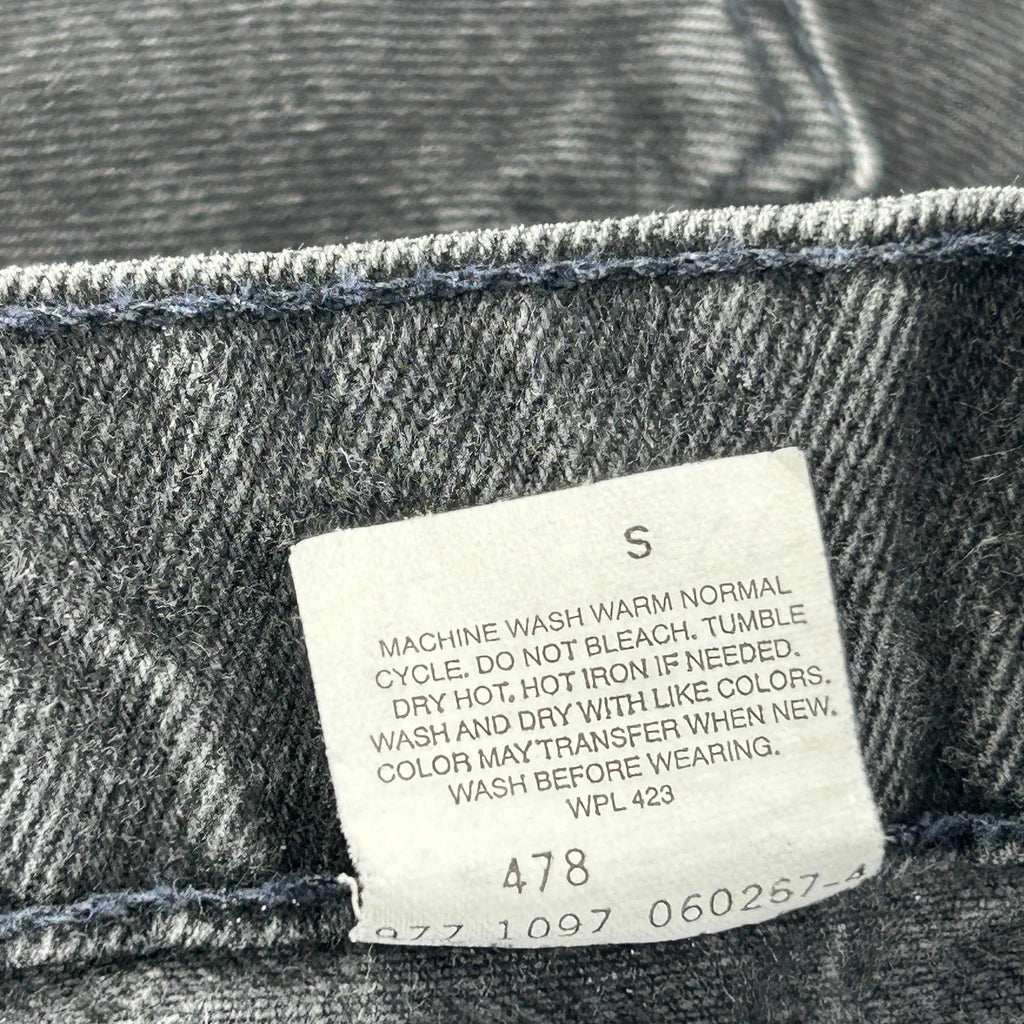 S
MACHINE WASH WARM NORMAL
CYCLE. DO NOT BLEACH. TUMBLE
DRY HOT. HOT IRON IF NEEDED.
WASH AND DRY WITH LIKE COLORS.
COLOR MAY TRANSFER WHEN NEW.
WASH BEFORE WEARING.
WPL 423
478
1097 060267-4